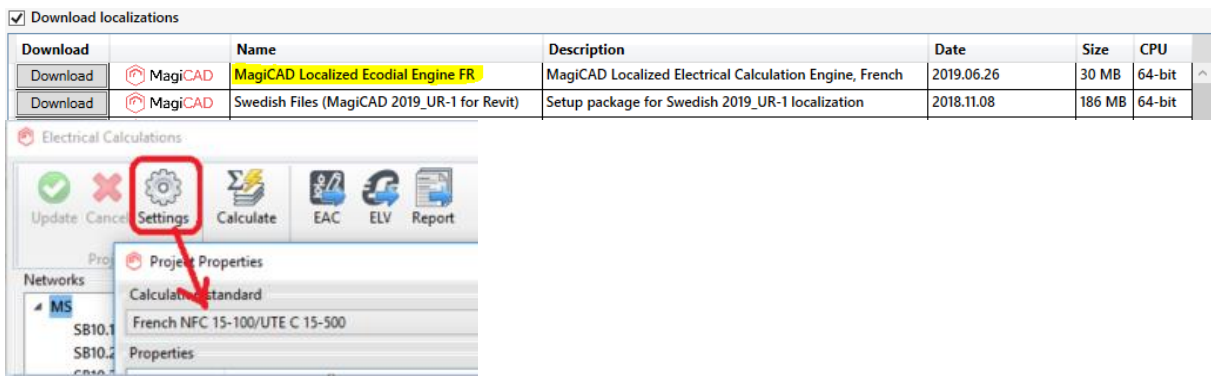 Download localizations
Download Name Description Date Size CPU
Download MagiCAD MagiCAD Localized Ecodial Engine FR MagiCAD Localized Electrical Calculation Engine, French 2019.06.26 30 MB 64-bit
Download MagiCAD Swedish Files (MagiCAD 2019_UR-1 for Revit) Setup package for Swedish 2019_UR-1 localization 2018.11.08 186 MB 64-bit
Electrical Calculations
Update Cancel Settings Calculate EAC ELV Report
Project Properties
Networks
Calculation standard
MS
French NFC 15-100/UTE C 15-500
SB10.1
SB10.2 Properties